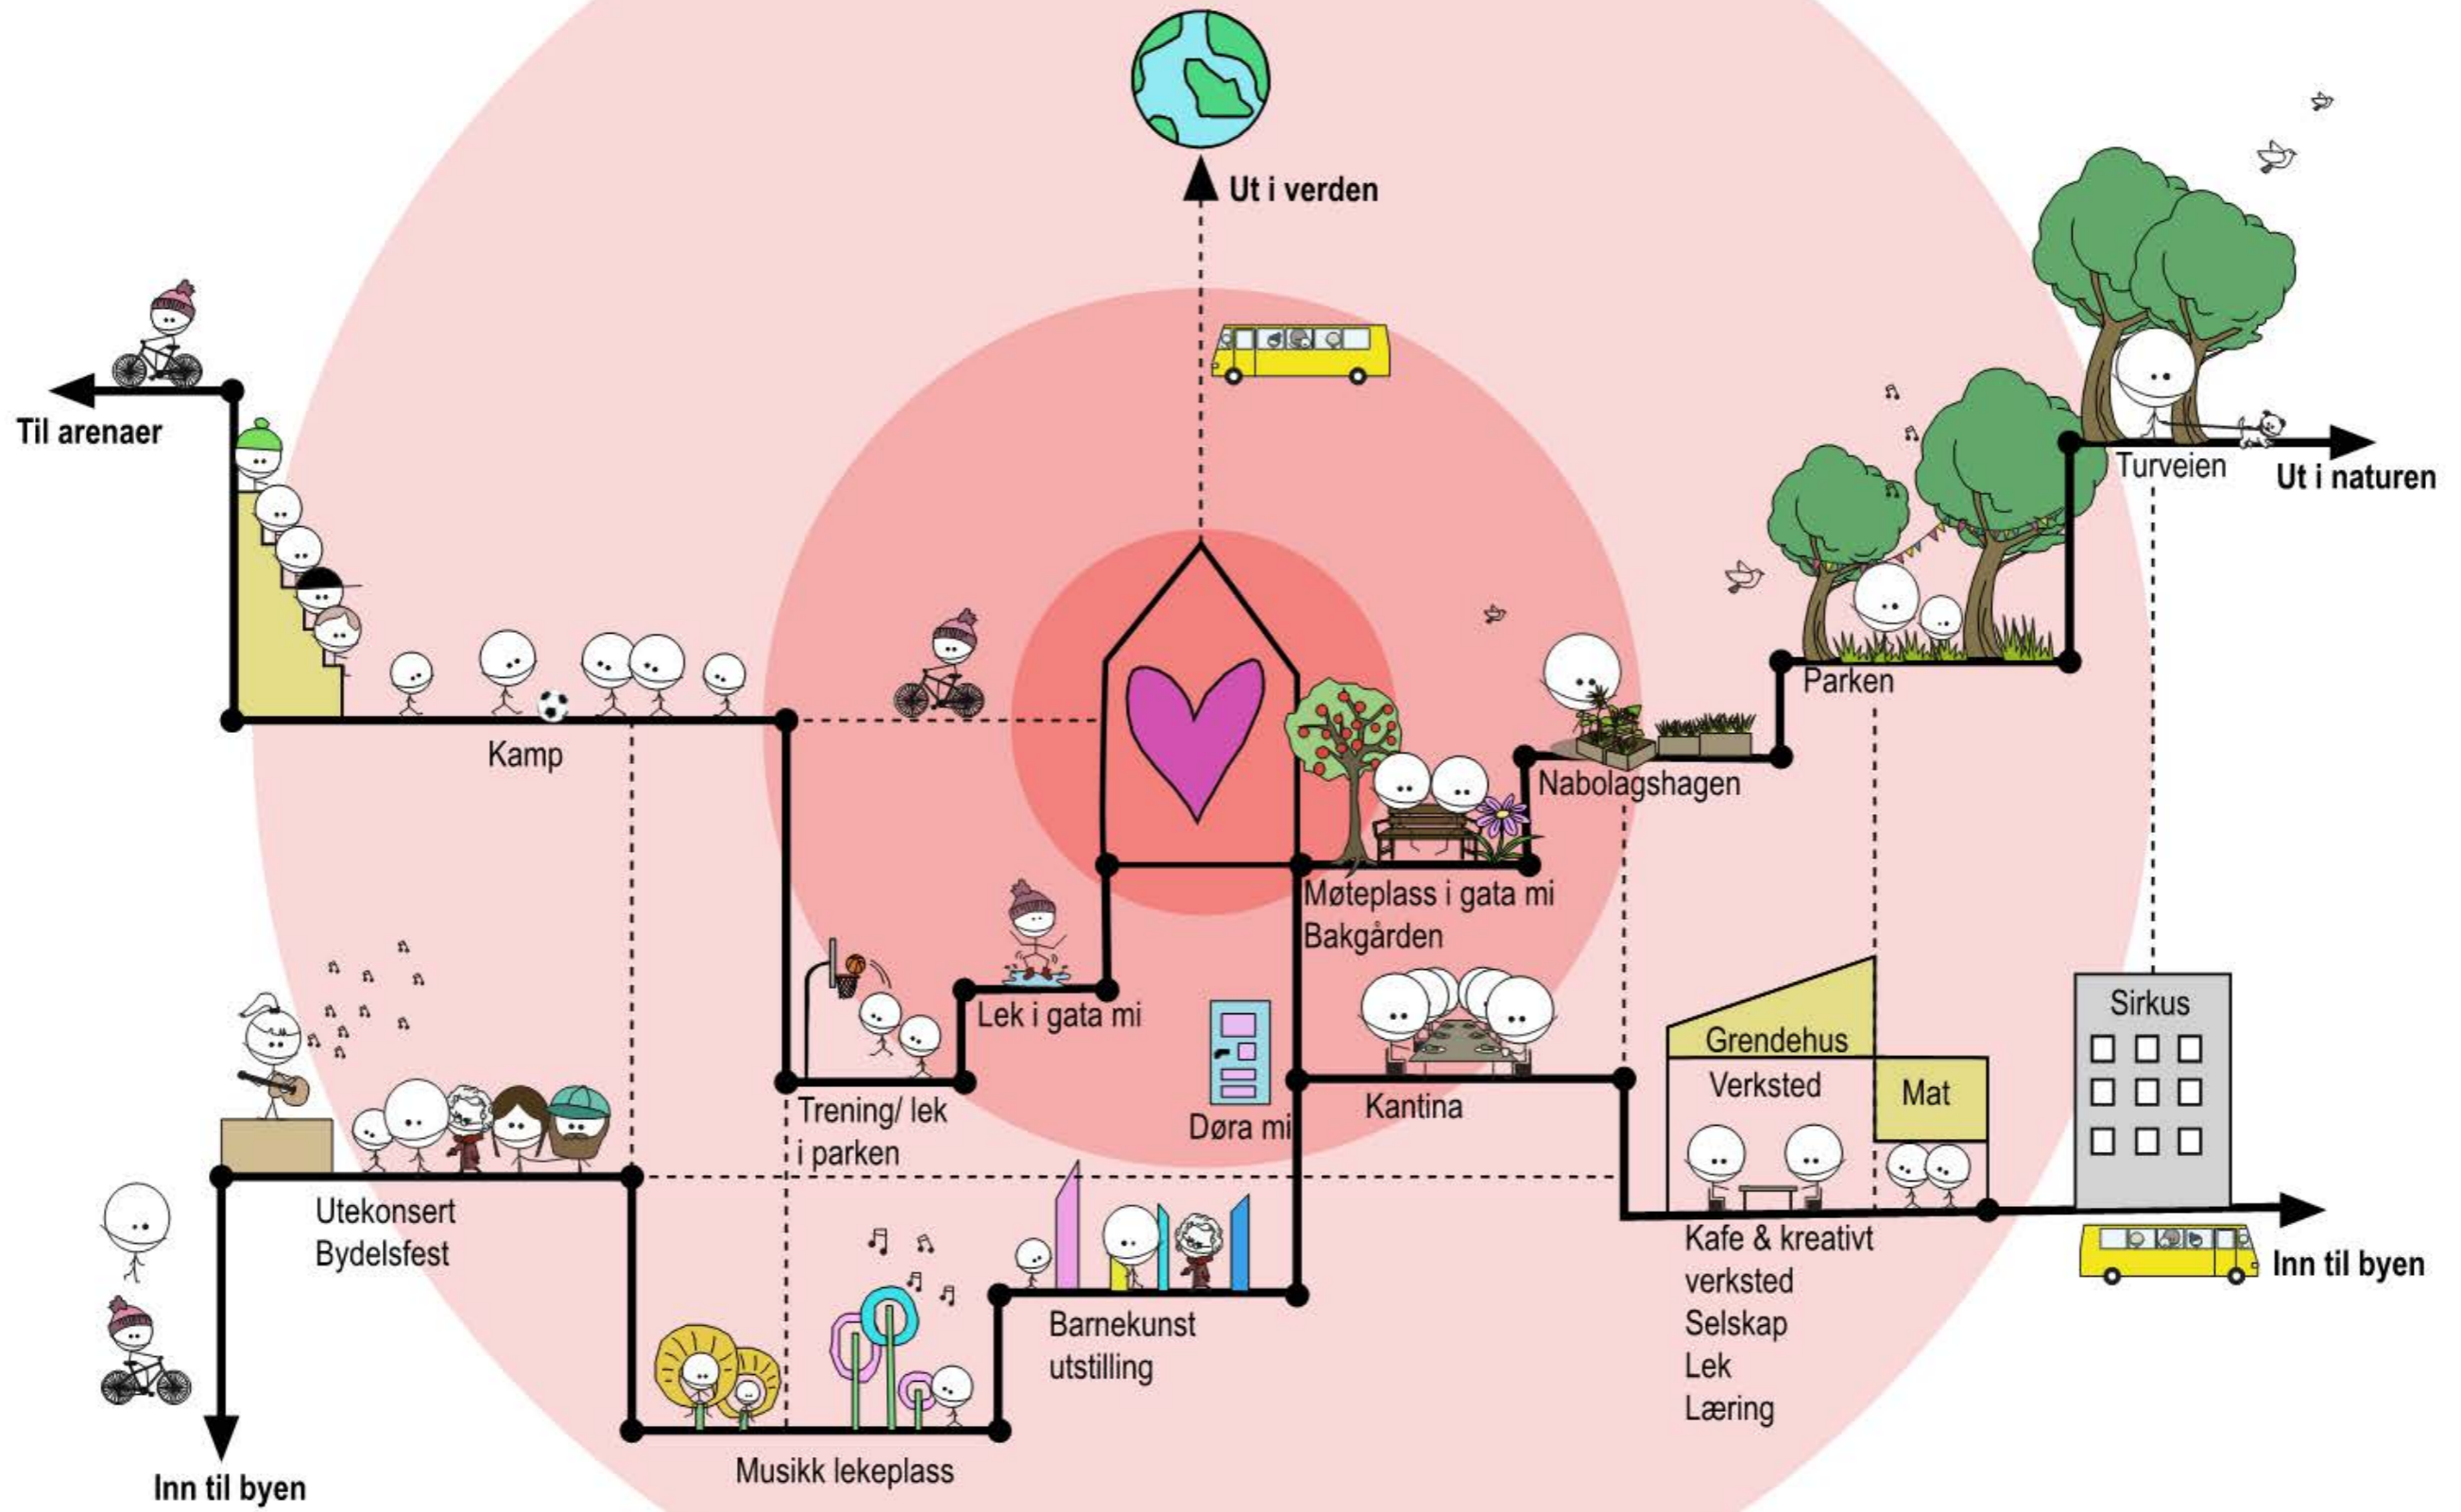 Ut i verden
Til arenaer
Turveien
Ut i naturen
Parken
Kamp
Nabolagshagen
Møteplass i gata mi
Bakgården
Lek i gata mi
Sirkus
Grendehus
Verksted
Mat
Kantina
Døra mi
Trening/ lek
i parken
Utekonsert
Bydelsfest
Kafe & kreativt
verksted
Selskap
Lek
Læring
Inn til byen
Barnekunst
utstilling
Musikk lekeplass
Inn til byen